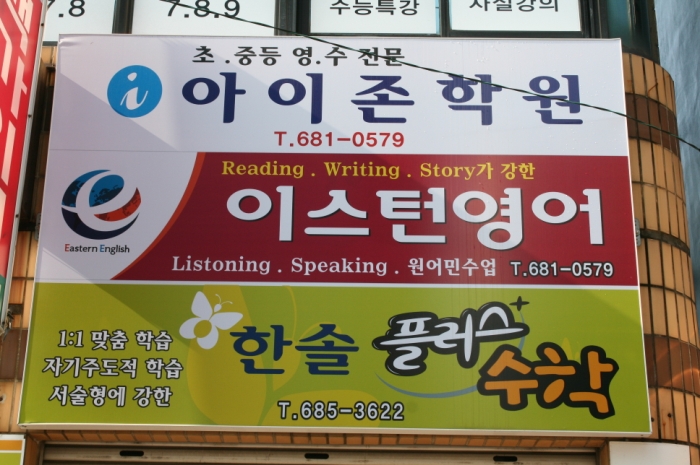 7.8
7.8.9
수능특강
사설강의
초.중등 영.수 전문
i 아이존학원
T.681-0579
Reading . Writing . Story가 강한
e 이스턴영어
Eastern English
Listoning . Speaking . 원어민수업 T.681-0579
1:1 맞춤 학습
자기주도적 학습
서술형에 강한
한솔 플러스+ 수학
T.685-3622